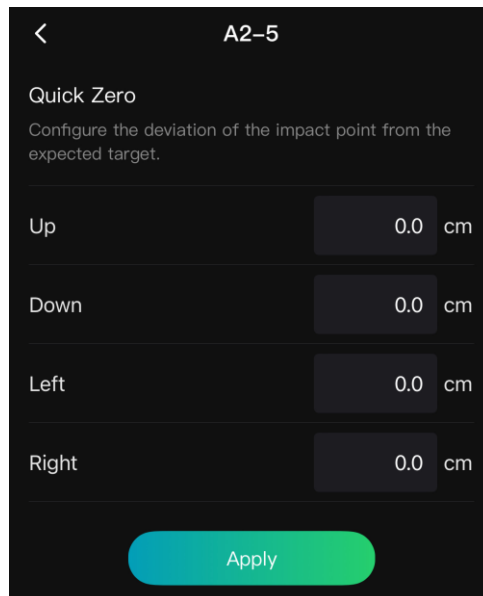 A2-5
Quick Zero
Configure the deviation of the impact point from the
expected target.
Up 0.0 cm
Down 0.0 cm
Left 0.0 cm
Right 0.0 cm
Apply